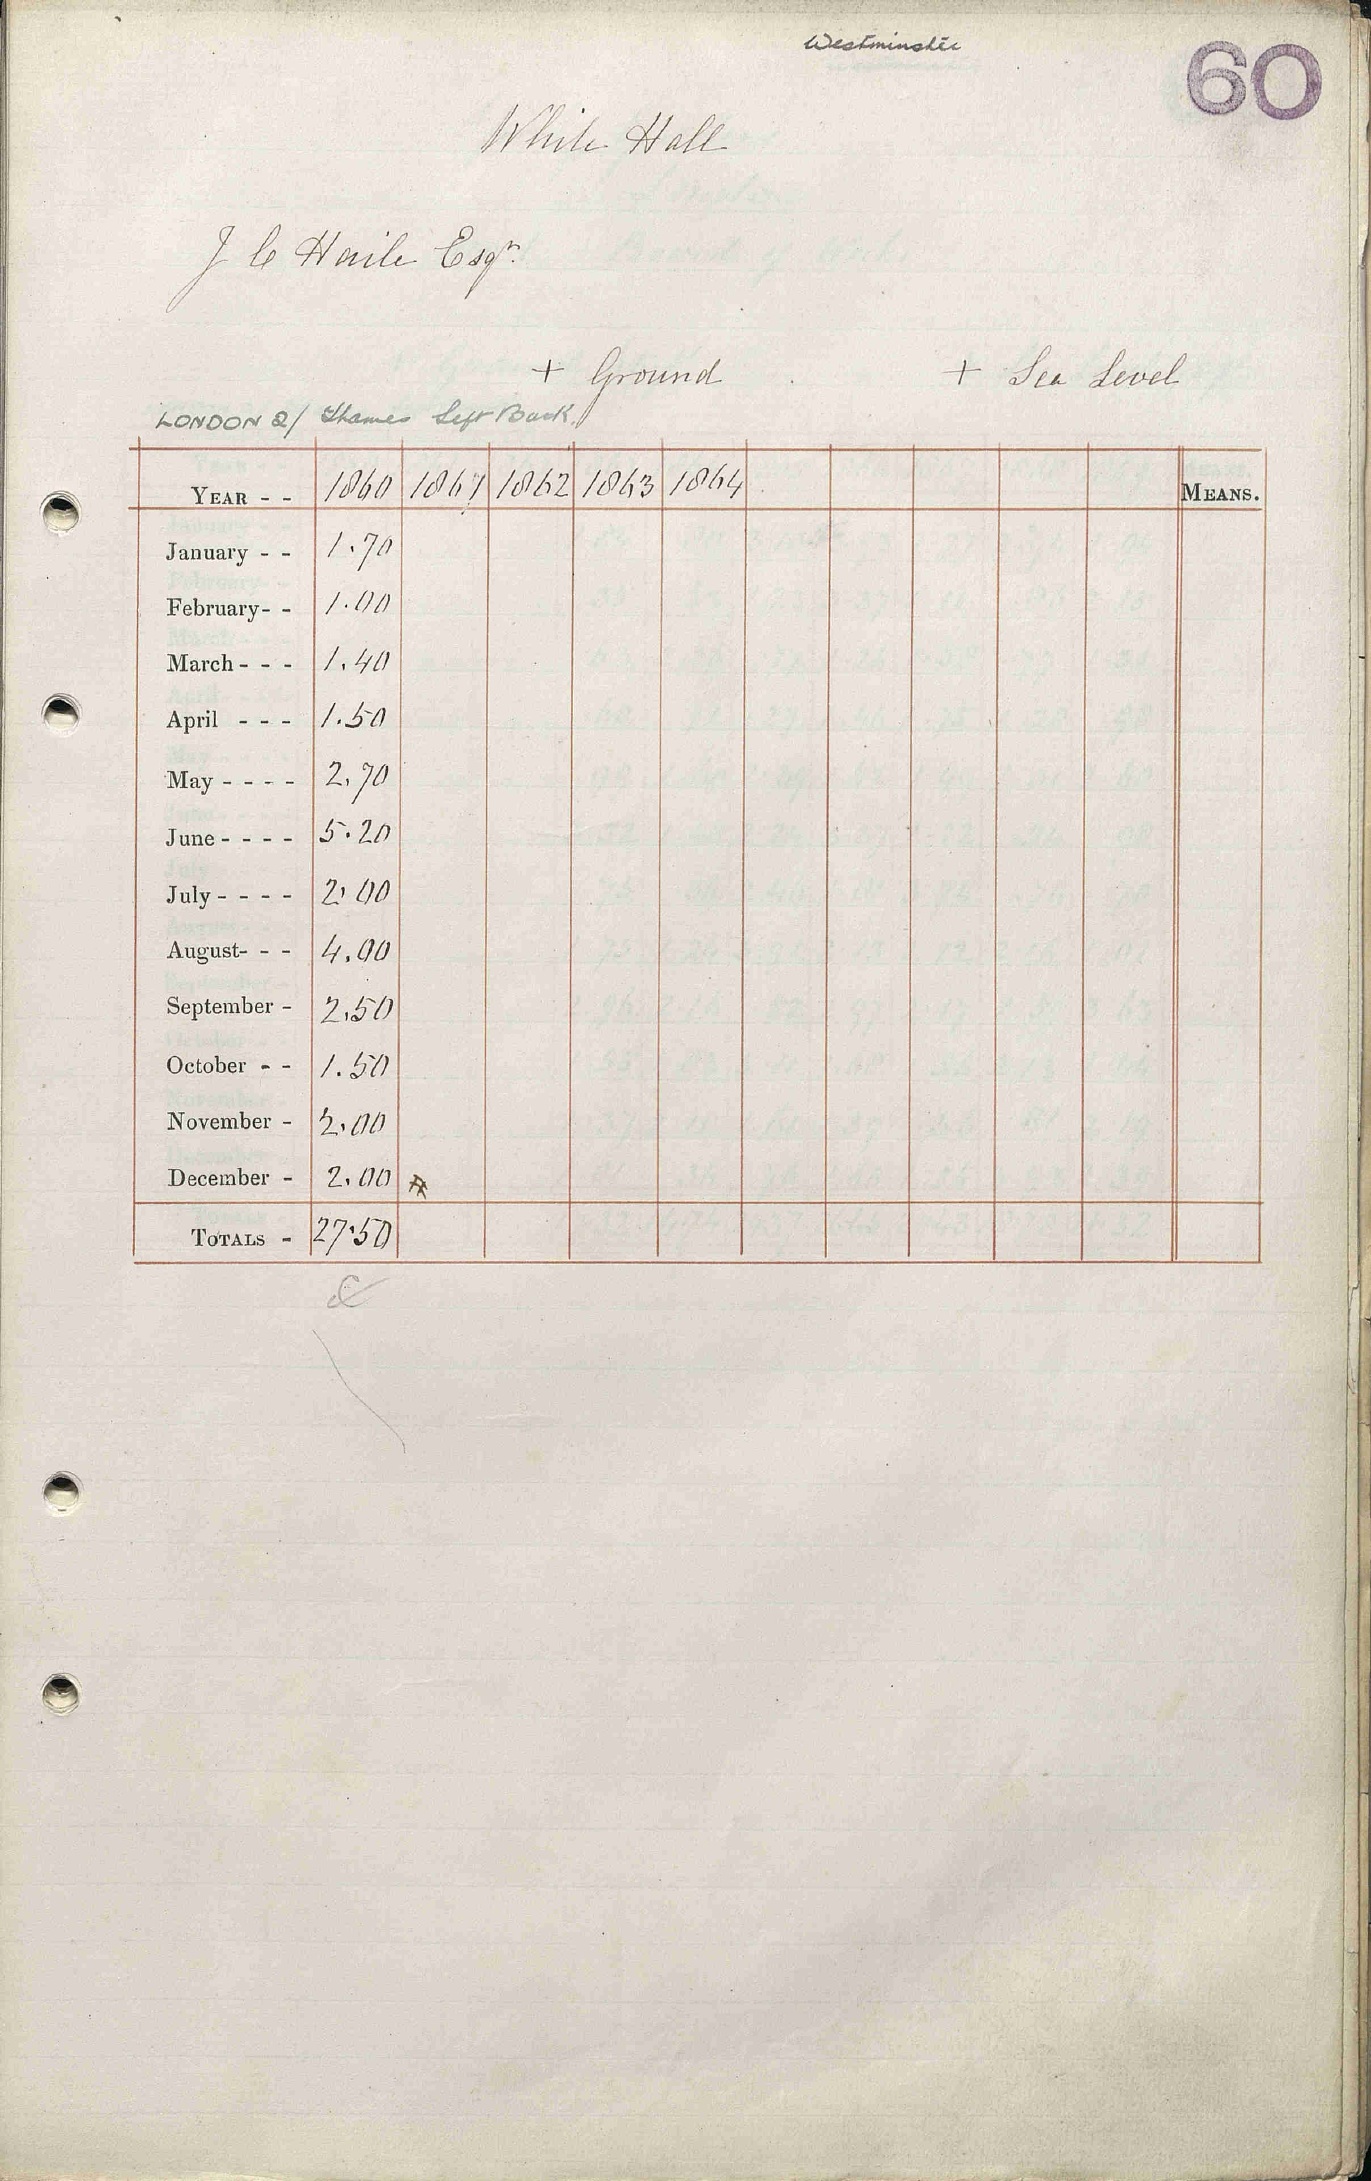 Westminster
60
White Hall
J C Haile Esqr.
+ Ground + Sea Level
LONDON 2/ Thames Left Bank.
YEAR - - 1860 1861 1862 1863 1864 MEANS.
January - - 1.70
February - - 1.00
March - - - 1.40
April - - - 1.50
May - - - - 2.70
June - - - - 5.20
July - - - - 2.00
August - - - 4.00
September - 2.50
October - - 1.50
November - 2.00
December - 2.00
TOTALS - 27.50